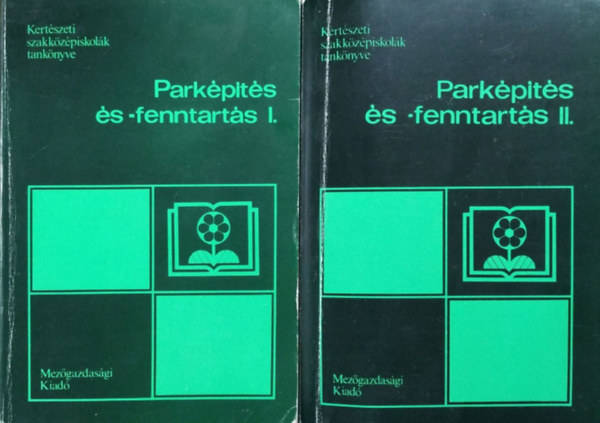 Kertészeti
szakközépiskolák
tankönyve
Parképítés
és -fenntartás I.
Mezőgazdasági
Kiadó
Kertészeti
szakközépiskolák
tankönyve
Parképítés
és -fenntartás II.
Mezőgazdasági
Kiadó